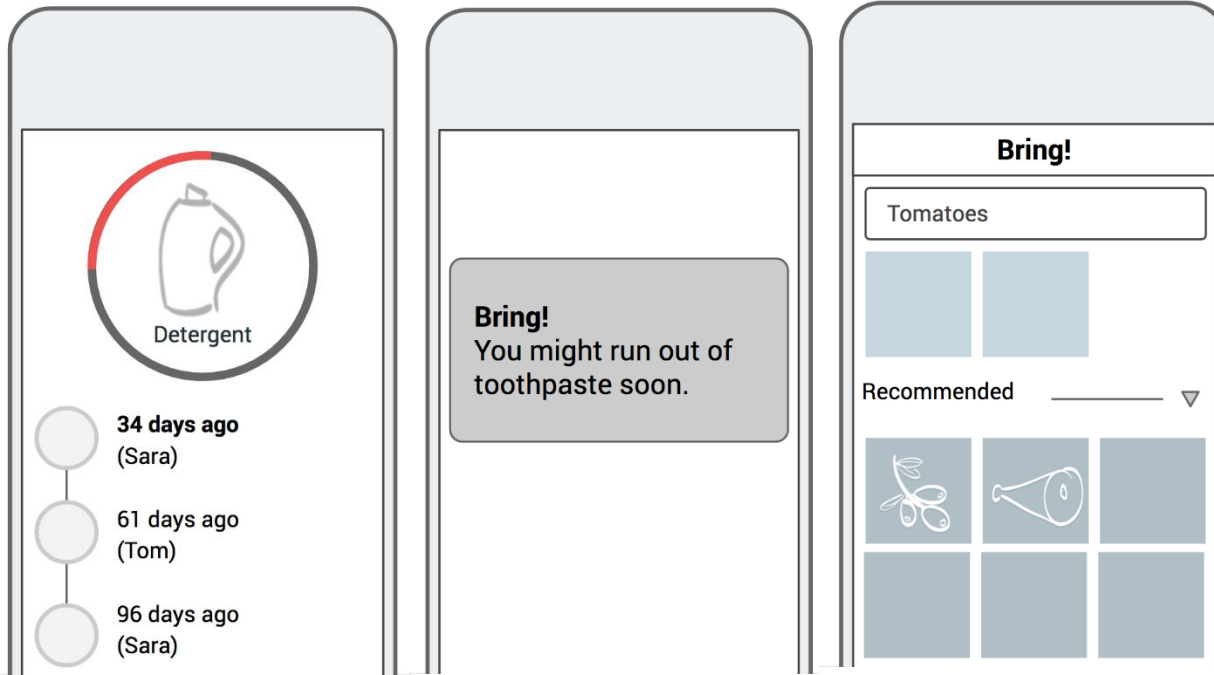 Detergent
34 days ago
(Sara)
61 days ago
(Tom)
96 days ago
(Sara)
Bring!
You might run out of
toothpaste soon.
Bring!
Tomatoes
Recommended